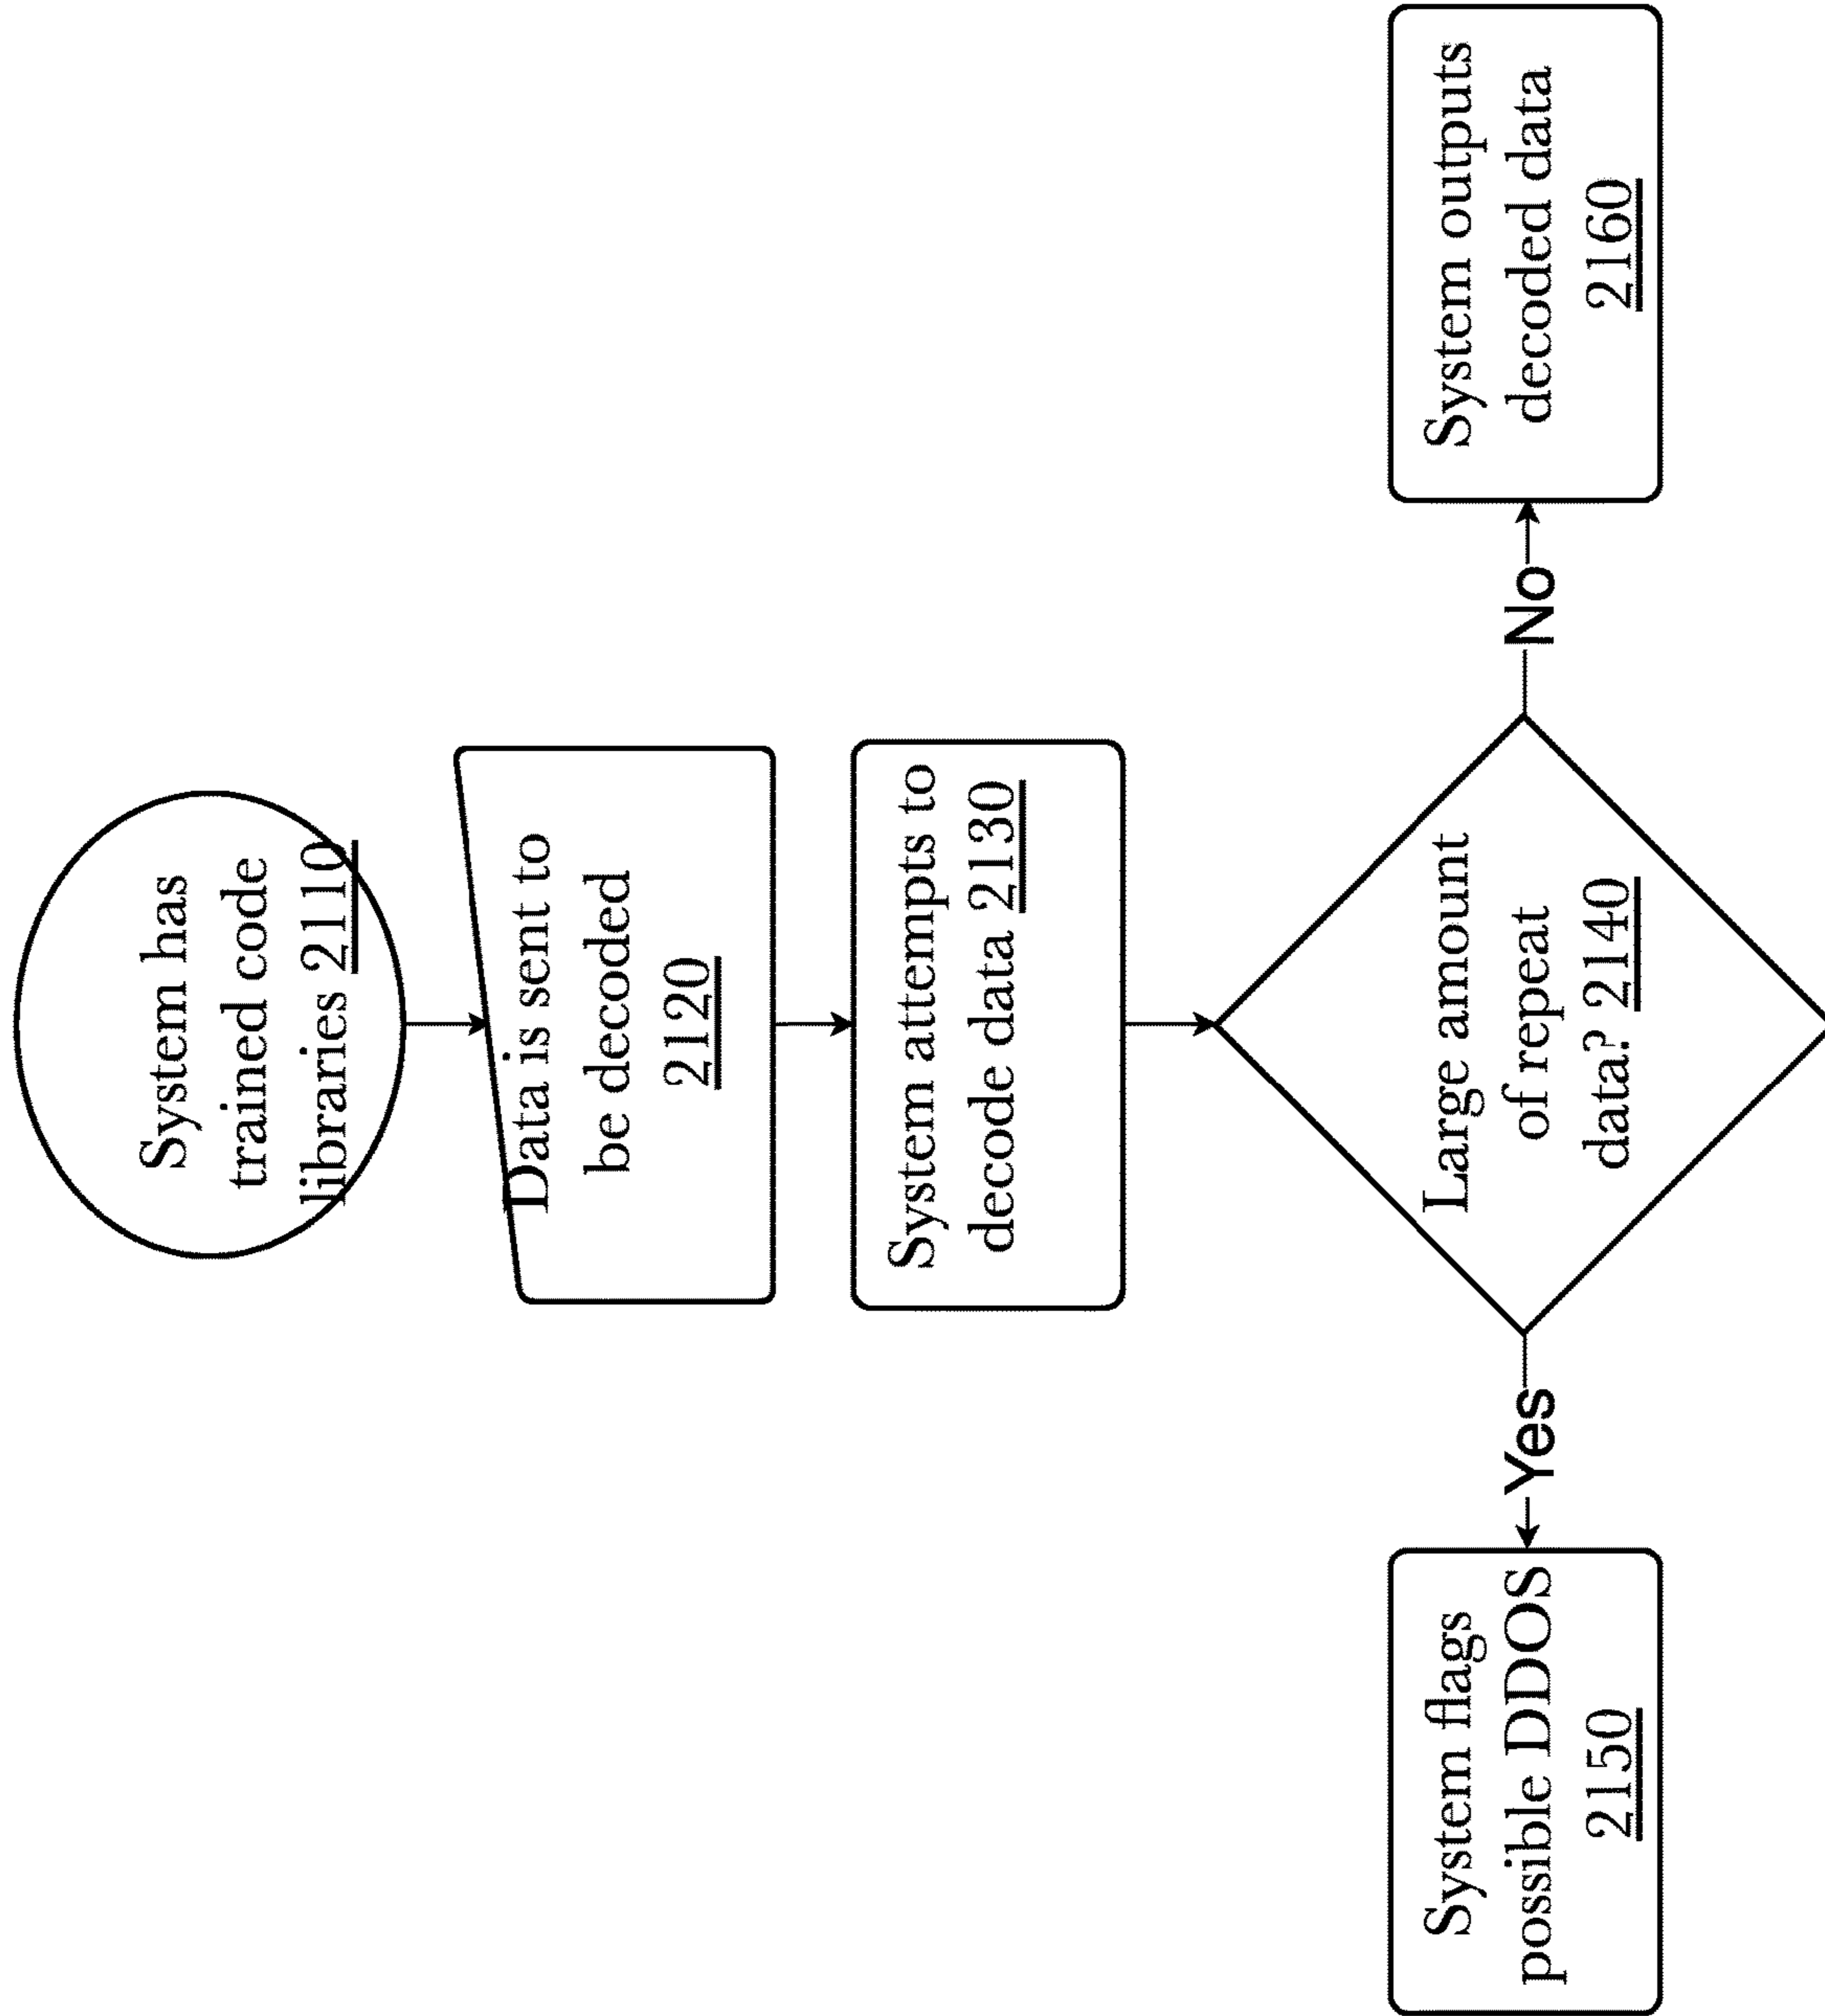 System has
trained code
libraries 2110
Data is sent to
be decoded
2120
System attempts to
decode data 2130
Large amount
of repeat
data? 2140
Yes
No
System flags
possible DDOS
2150
System outputs
decoded data
2160